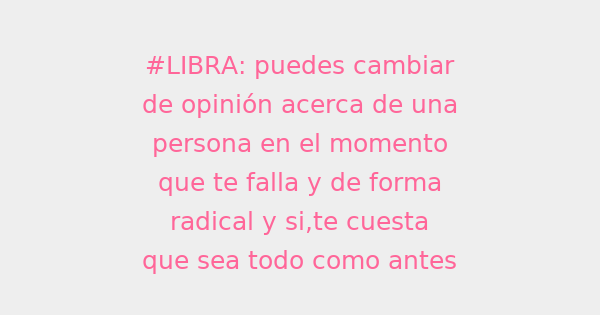 #LIBRA: puedes cambiar
de opinión acerca de una
persona en el momento
que te falla y de forma
radical y si,te cuesta
que sea todo como antes